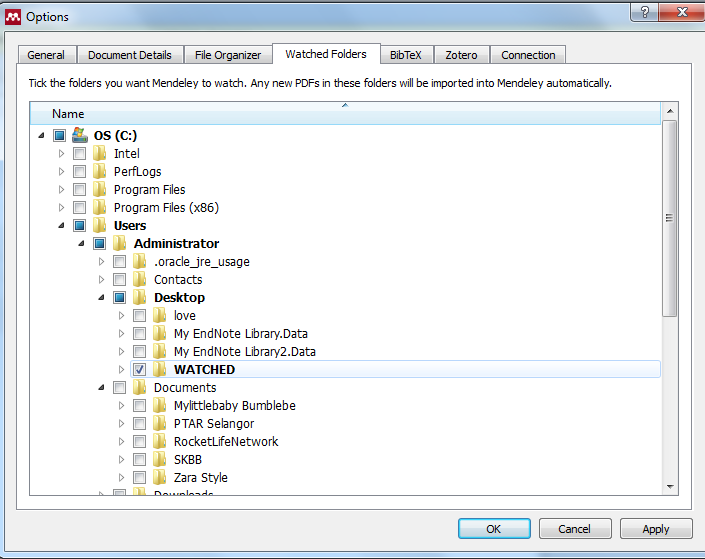 Options
General Document Details File Organizer Watched Folders BibTeX Zotero Connection
Tick the folders you want Mendeley to watch. Any new PDFs in these folders will be imported into Mendeley automatically.
Name
OS (C:)
Intel
PerfLogs
Program Files
Program Files (x86)
Users
Administrator
.oracle_jre_usage
Contacts
Desktop
love
My EndNote Library.Data
My EndNote Library2.Data
WATCHED
Documents
Mylittlebaby Bumblebe
PTAR Selangor
RocketLifeNetwork
SKBB
Zara Style
Downloads
OK Cancel Apply